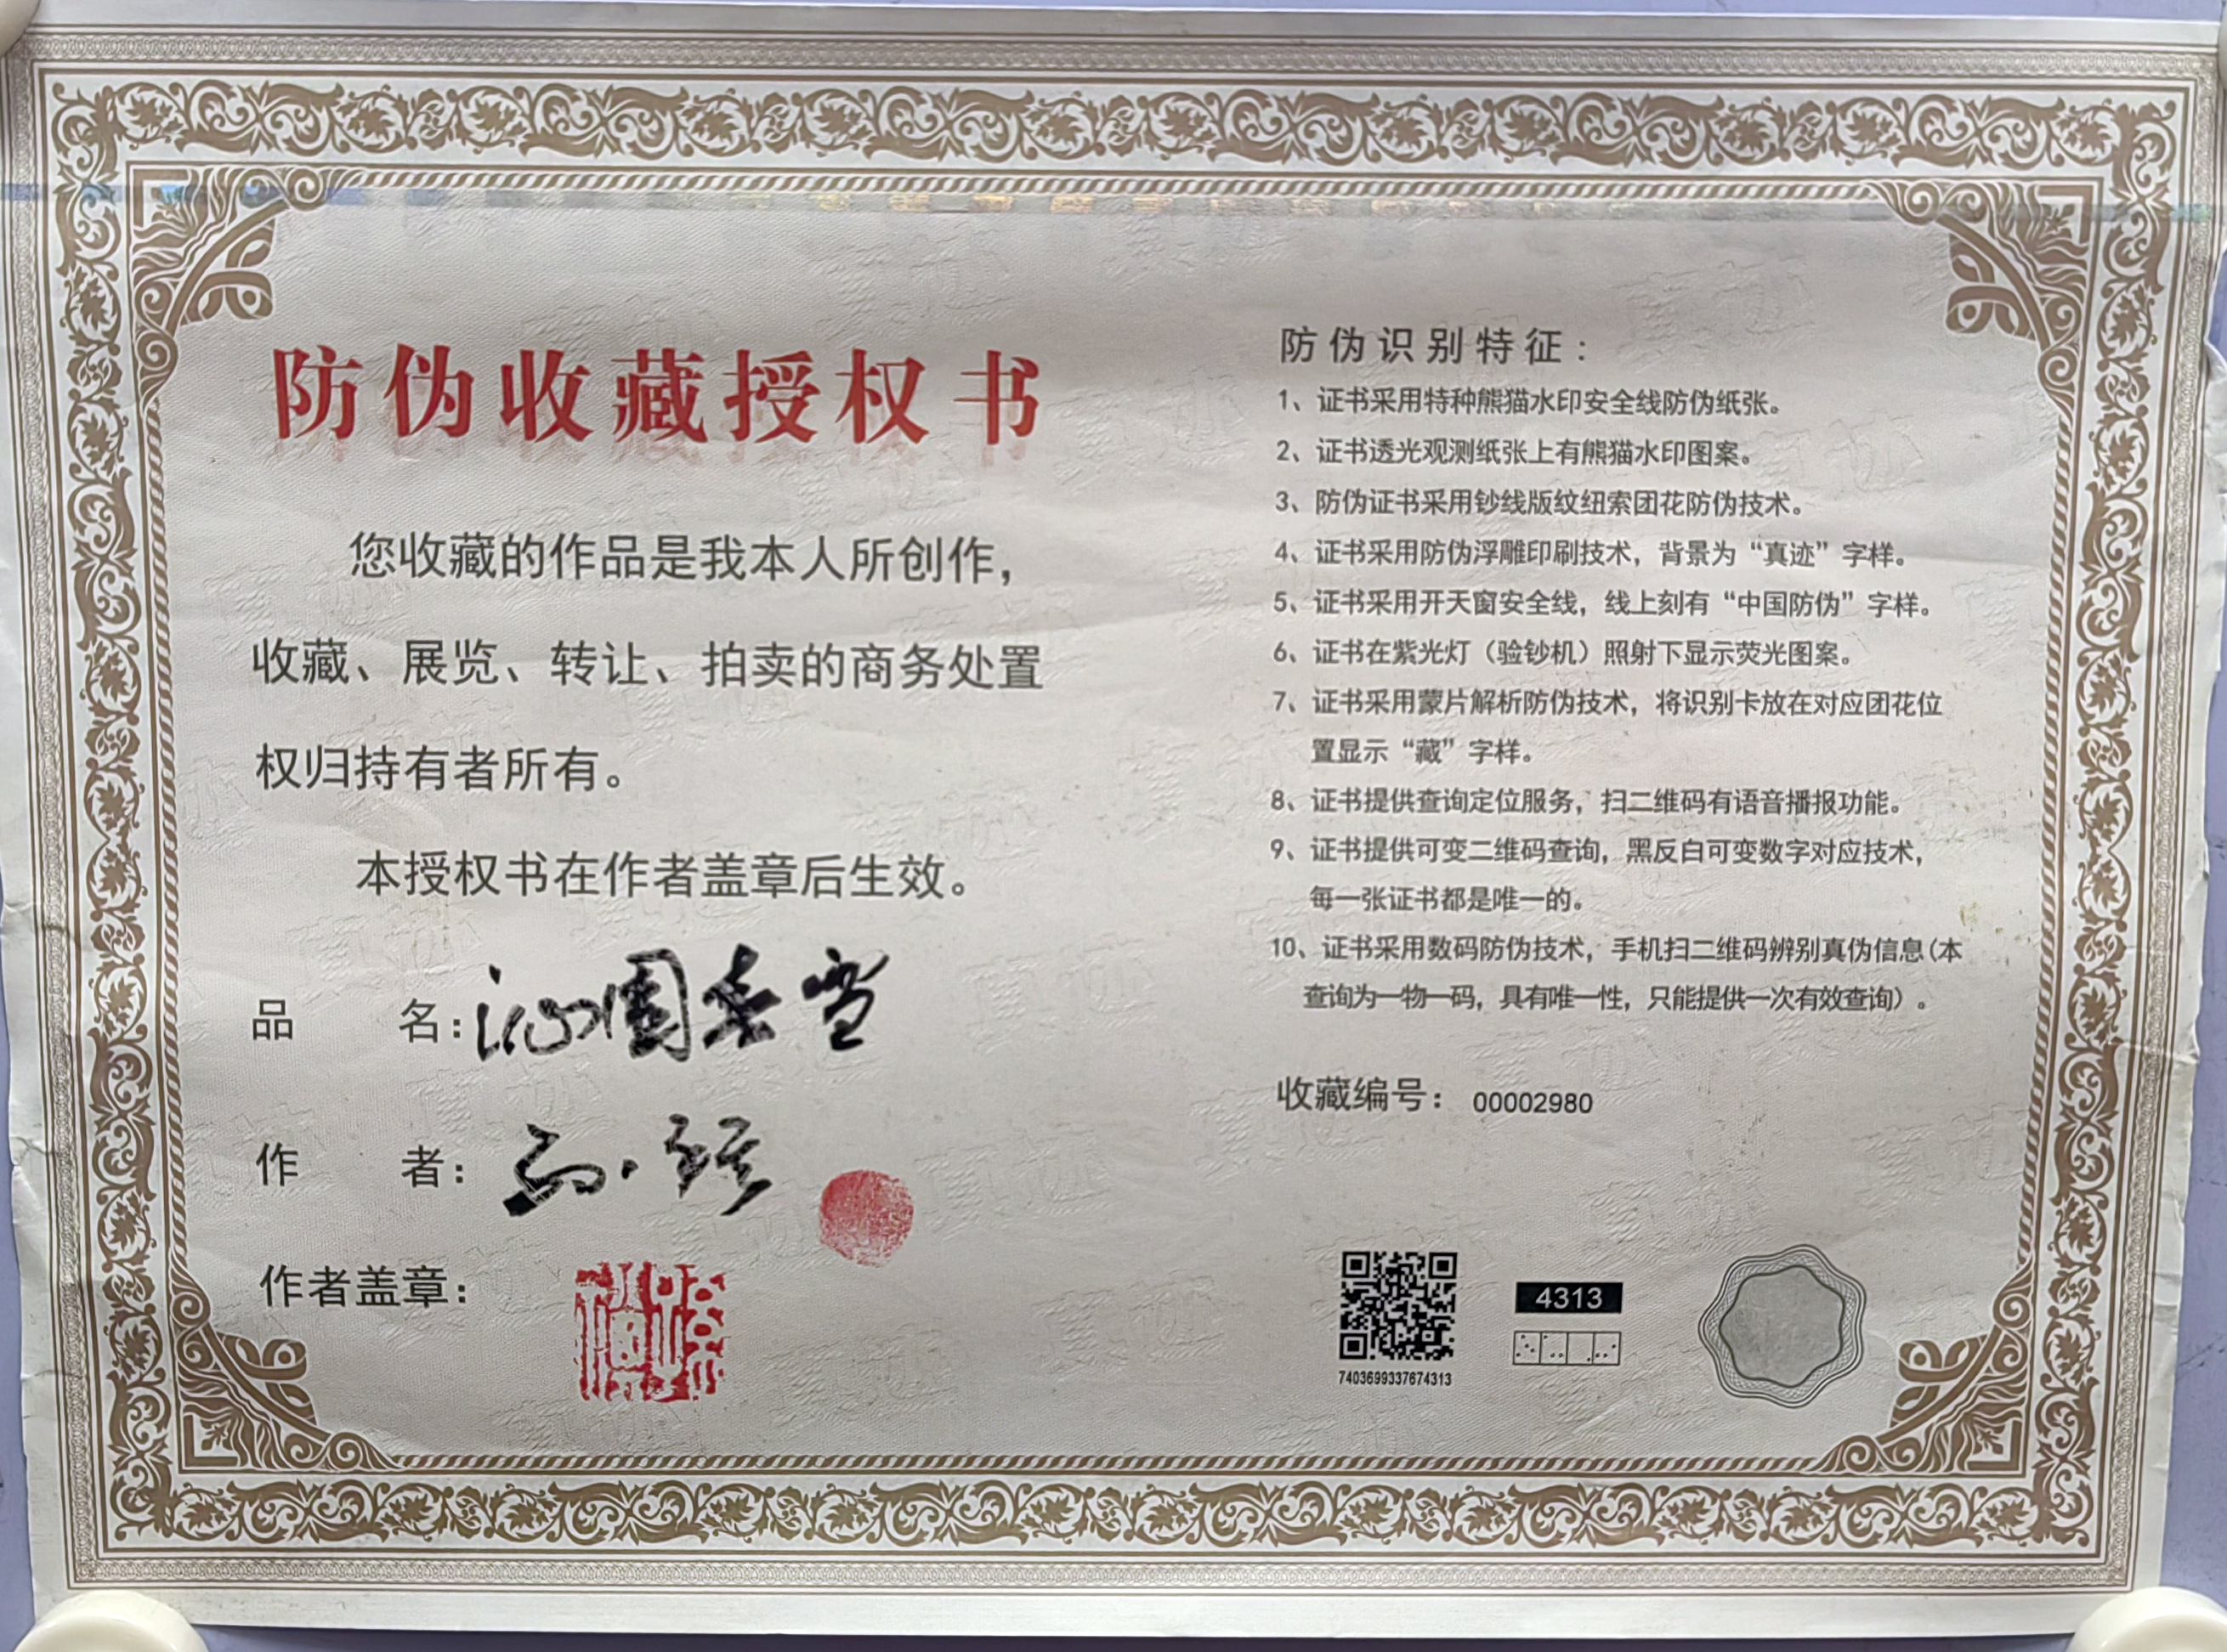 防伪收藏授权书
您收藏的作品是我本人所创作，
收藏、展览、转让、拍卖的商务处置
权归持有者所有。
本授权书在作者盖章后生效。
品 名：沁園春雪
作 者：
作者盖章：
防伪识别特征：
1、证书采用特种熊猫水印安全线防伪纸张。
2、证书透光观测纸张上有熊猫水印图案。
3、防伪证书采用钞线版纹纽索团花防伪技术。
4、证书采用防伪浮雕印刷技术，背景为“真迹”字样。
5、证书采用开天窗安全线，线上刻有“中国防伪”字样。
6、证书在紫光灯（验钞机）照射下显示荧光图案。
7、证书采用蒙片解析防伪技术，将识别卡放在对应团花位
置显示“藏”字样。
8、证书提供查询定位服务，扫二维码有语音播报功能。
9、证书提供可变二维码查询，黑反白可变数字对应技术，
每一张证书都是唯一的。
10、证书采用数码防伪技术，手机扫二维码辨别真伪信息(本
查询为一物一码，具有唯一性，只能提供一次有效查询）。
收藏编号：00002980
4313
7403699337674313